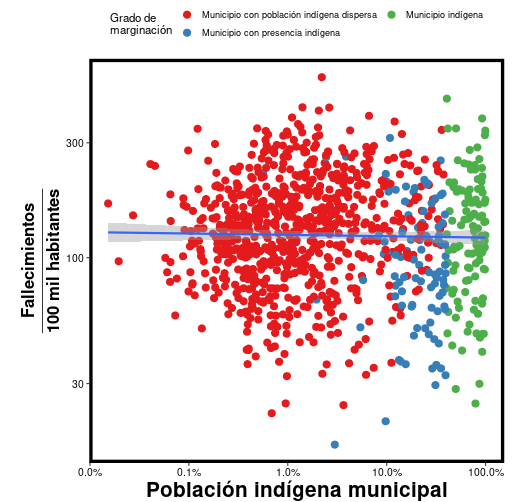 Grado de
marginación
Municipio con población indígena dispersa
Municipio indígena
Municipio con presencia indígena
Fallecimientos
100 mil habitantes
300
100
30
0.0%
0.1%
1.0%
10.0%
100.0%
Población indígena municipal